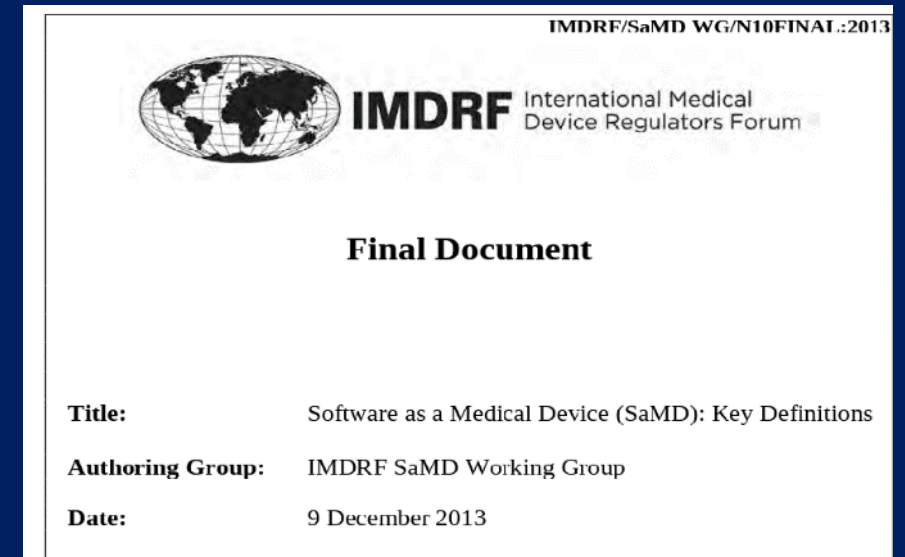 IMDRF/SaMD WG/N10FINAL:2013
IMDRF International Medical
Device Regulators Forum
Final Document
Title: Software as a Medical Device (SaMD): Key Definitions
Authoring Group: IMDRF SaMD Working Group
Date: 9 December 2013